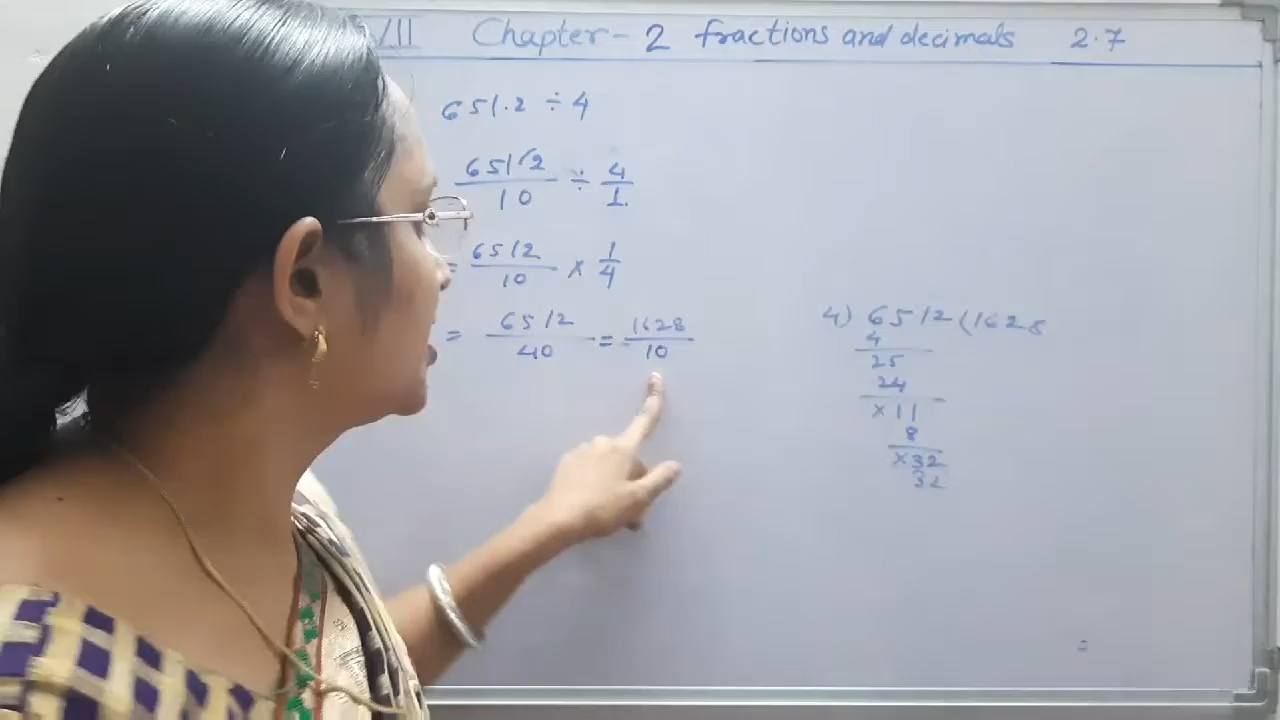 VII Chapter - 2 fractions and decimals 2.7
651.2 ÷ 4
6512/10 ÷ 4/1
= 6512/10 × 1/4
= 6512/40 = 1628/10
4) 6512 (1628
4
25
24
×11
8
×32
32